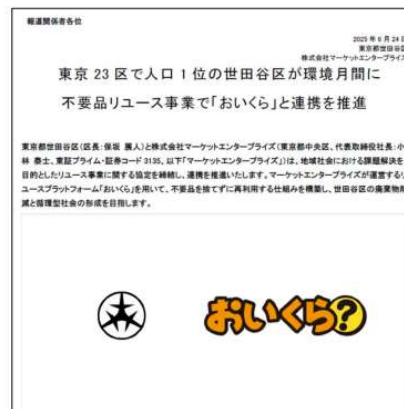 報道関係者各位
2025 年 6 月 24 日
東京都世田谷区
株式会社マーケットエンタープライズ
東京 23 区で人口 1 位の世田谷区が環境月間に
不要品リユース事業で「おいくら」と連携を推進
東京都世田谷区(区長:保坂 展人)と株式会社マーケットエンタープライズ(東京都中央区、代表取締役社長:小
林 泰士、東証プライム・証券コード 3135、以下「マーケットエンタープライズ」)は、地域社会における課題解決を
目的としたリユース事業に関する協定を締結し、連携を推進いたします。マーケットエンタープライズが運営するリ
ユースプラットフォーム「おいくら」を用いて、不要品を捨てずに再利用する仕組みを構築し、世田谷区の廃棄物削
減と循環型社会の形成を目指します。
おいくら?